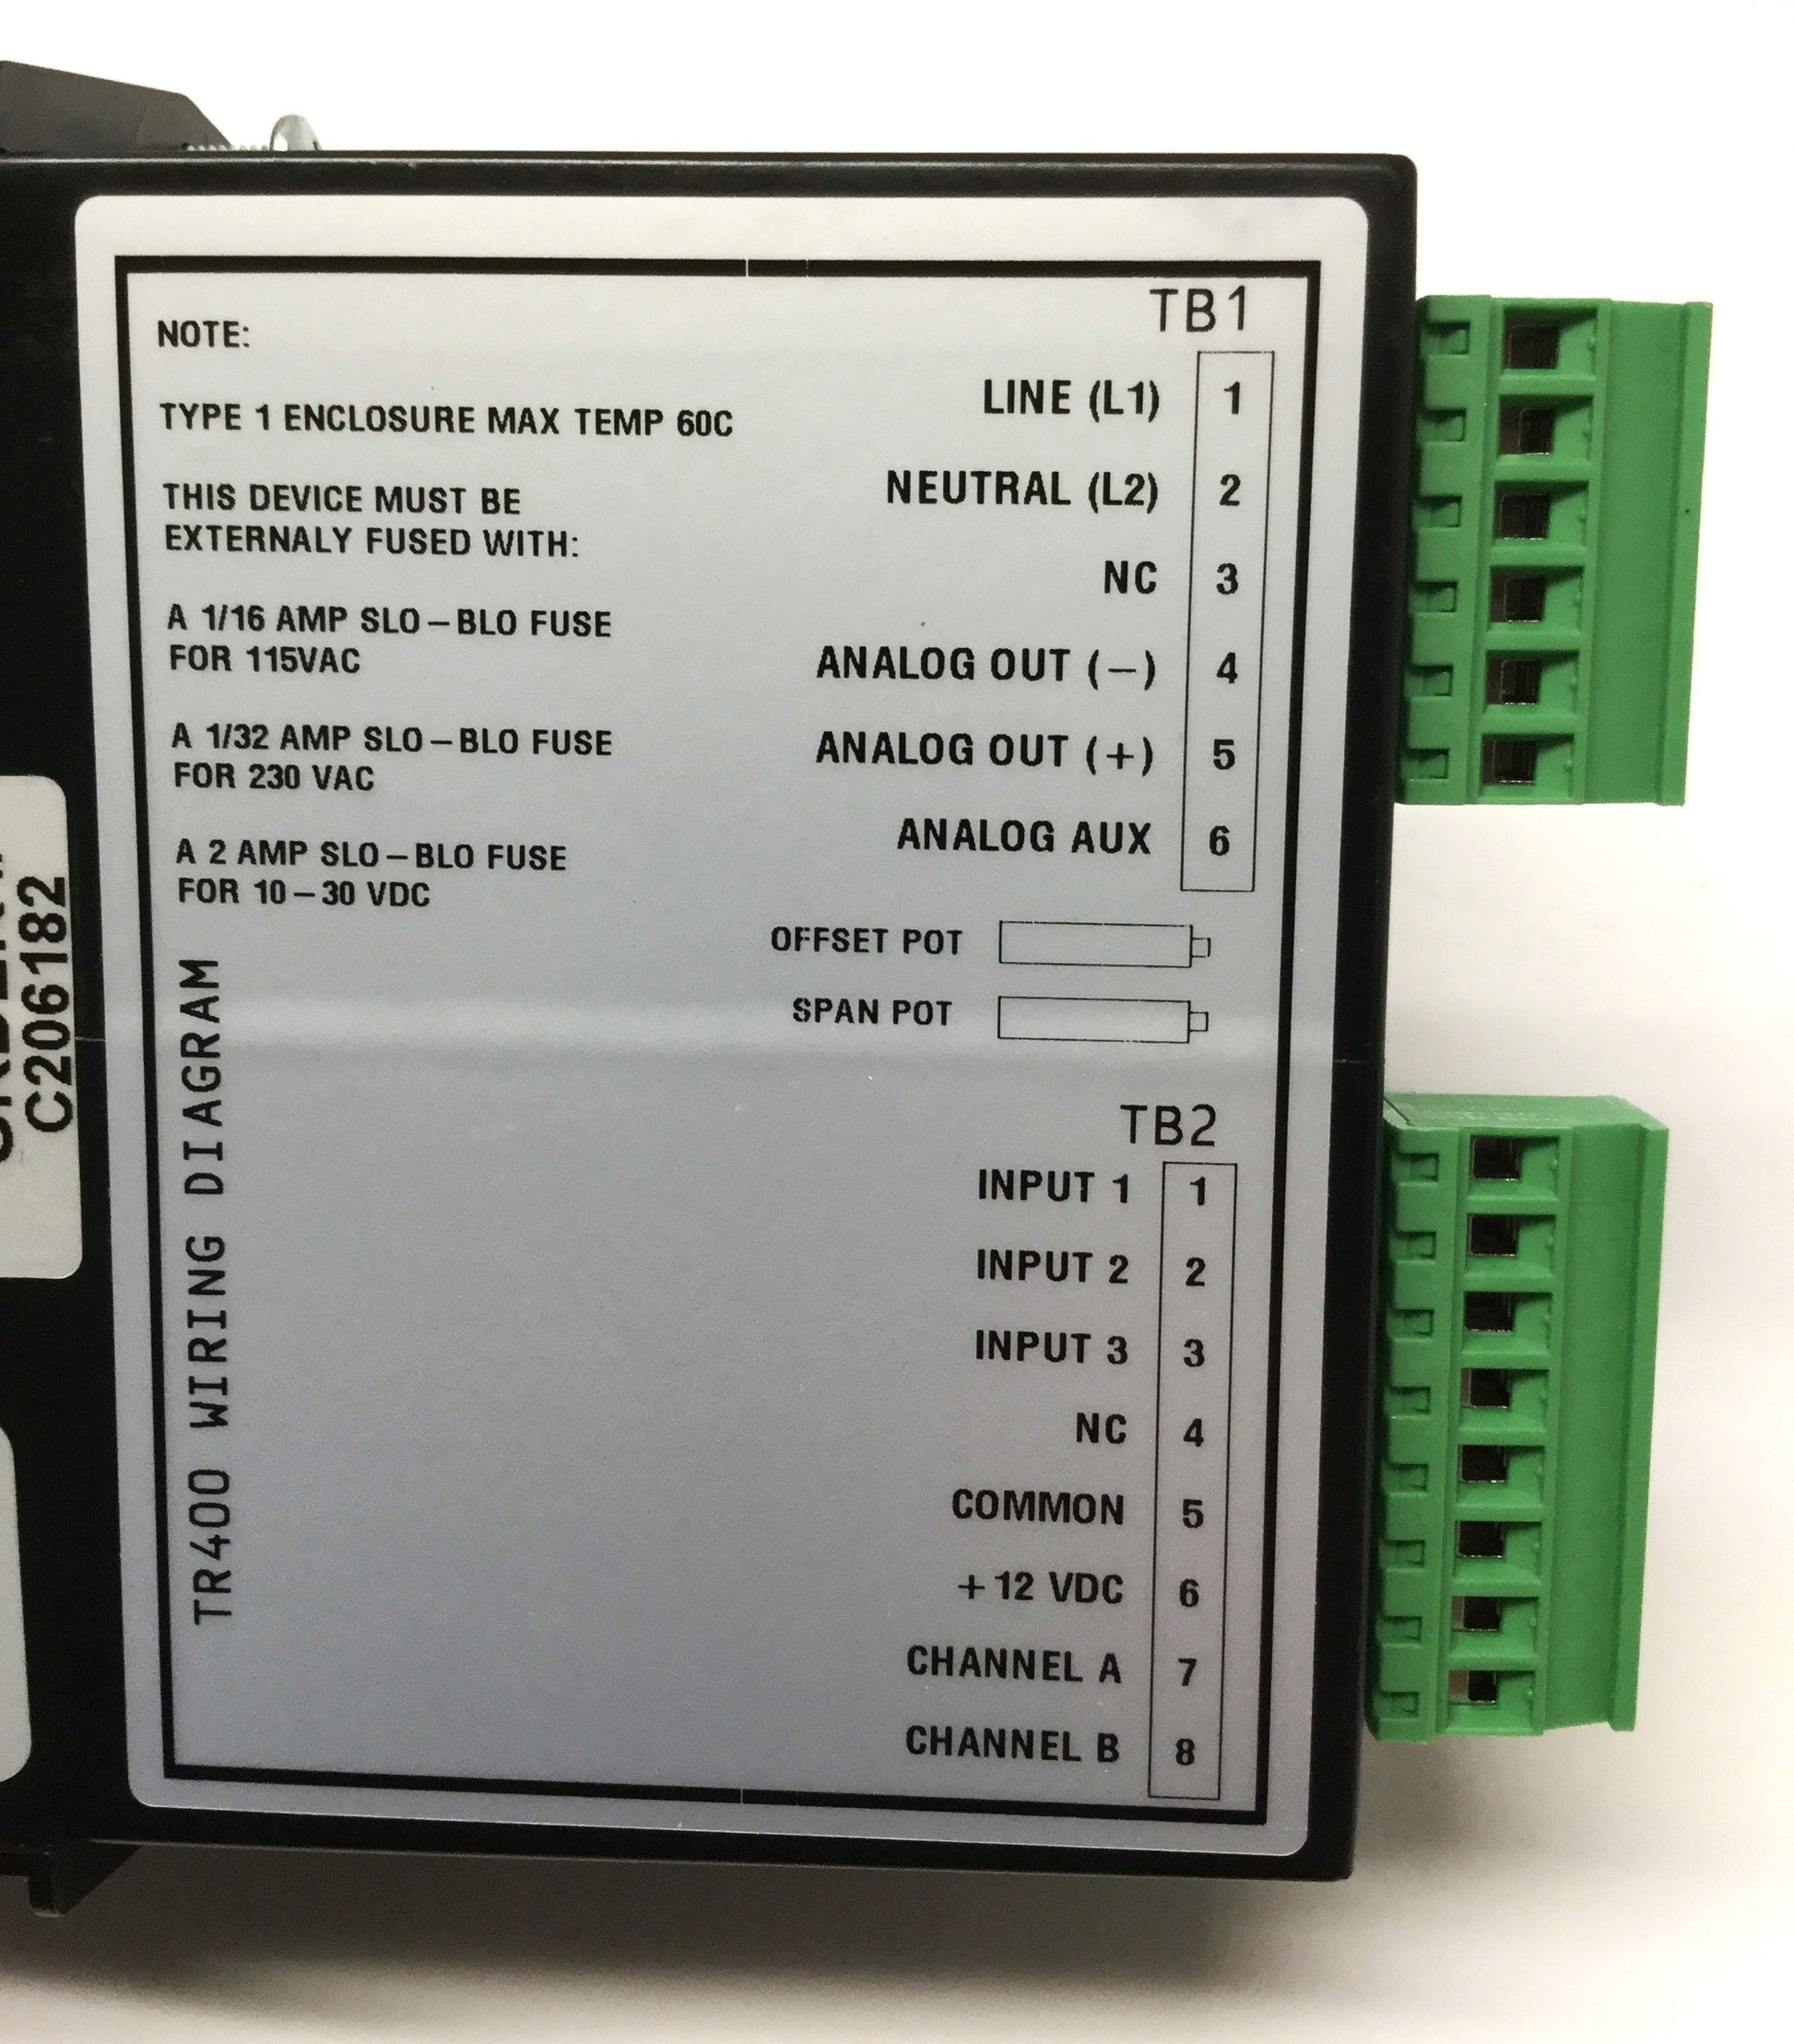 NOTE:
TYPE 1 ENCLOSURE MAX TEMP 60C
THIS DEVICE MUST BE
EXTERNALY FUSED WITH:
A 1/16 AMP SLO-BLO FUSE
FOR 115VAC
A 1/32 AMP SLO-BLO FUSE
FOR 230 VAC
A 2 AMP SLO-BLO FUSE
FOR 10-30 VDC
TR400 WIRING DIAGRAM
TB1
LINE (L1) 1
NEUTRAL (L2) 2
NC 3
ANALOG OUT (-) 4
ANALOG OUT (+) 5
ANALOG AUX 6
OFFSET POT
SPAN POT
TB2
INPUT 1 1
INPUT 2 2
INPUT 3 3
NC 4
COMMON 5
+12 VDC 6
CHANNEL A 7
CHANNEL B 8
C206182